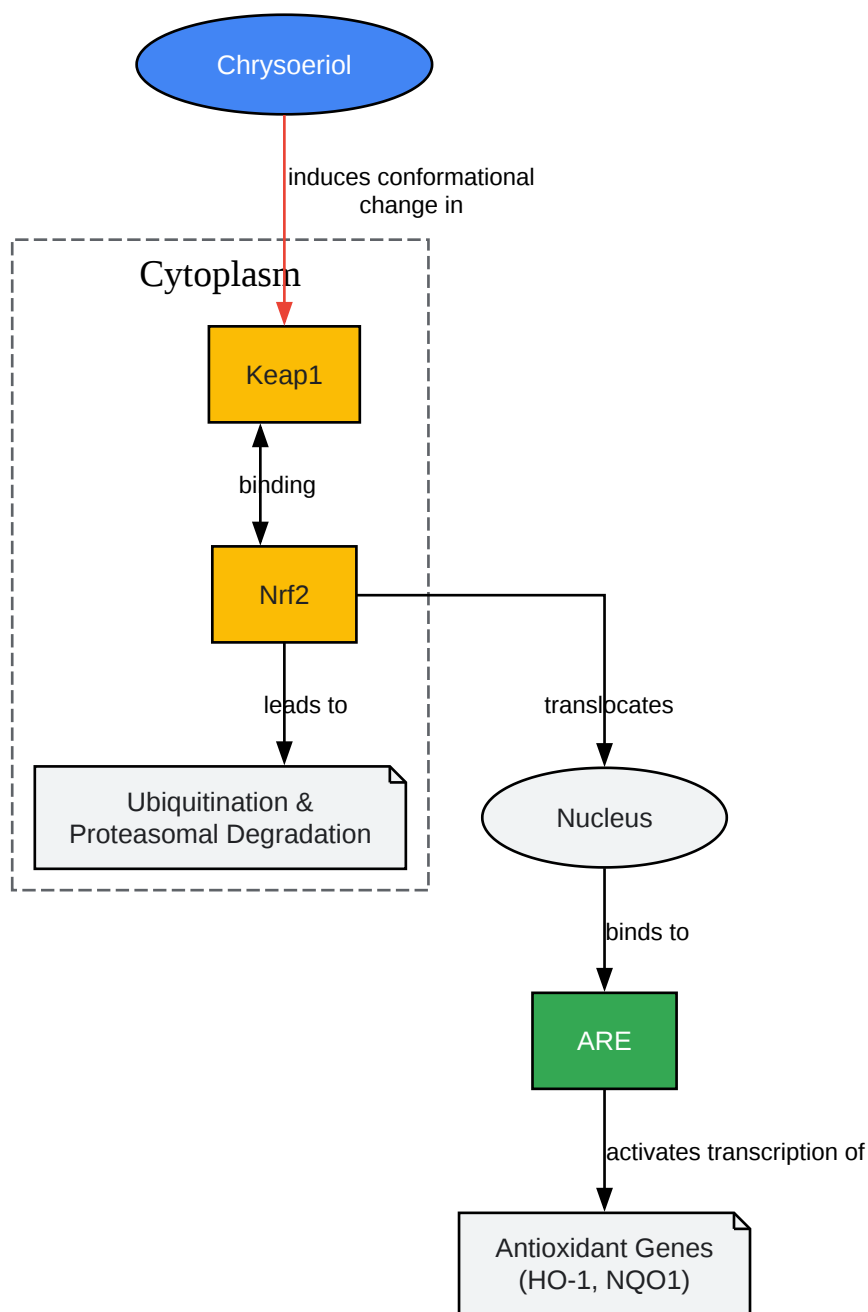 Chrysoeriol
induces conformational
change in
Cytoplasm
Keap1
binding
Nrf2
leads to
translocates
Ubiquitination &
Proteasomal Degradation
Nucleus
binds to
ARE
activates transcription of
Antioxidant Genes
(HO-1, NQO1)